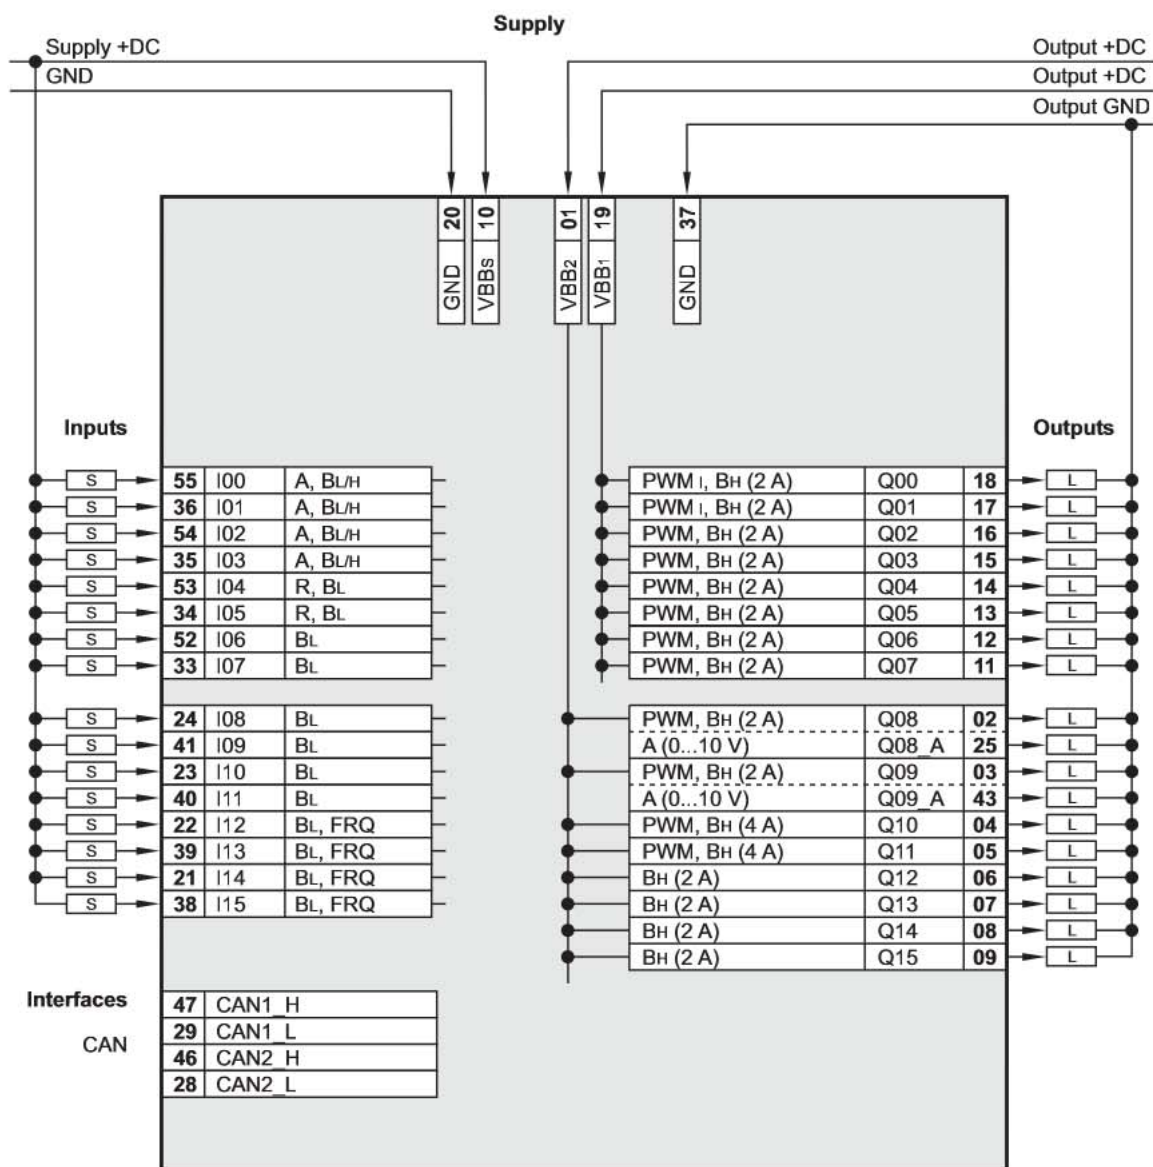 Supply
Supply +DC
Output +DC
GND
Output +DC
Output GND
20 10 01 19 37
GND VBBS VBB2 VBB1 GND
Inputs
Outputs
S 55 I00 A, BL/H PWM I, BH (2 A) Q00 18 L
S 36 I01 A, BL/H PWM I, BH (2 A) Q01 17 L
S 54 I02 A, BL/H PWM, BH (2 A) Q02 16 L
S 35 I03 A, BL/H PWM, BH (2 A) Q03 15 L
S 53 I04 R, BL PWM, BH (2 A) Q04 14 L
S 34 I05 R, BL PWM, BH (2 A) Q05 13 L
S 52 I06 BL PWM, BH (2 A) Q06 12 L
S 33 I07 BL PWM, BH (2 A) Q07 11 L
S 24 I08 BL PWM, BH (2 A) Q08 02 L
S 41 I09 BL A (0...10 V) Q08_A 25 L
S 23 I10 BL PWM, BH (2 A) Q09 03 L
S 40 I11 BL A (0...10 V) Q09_A 43 L
S 22 I12 BL, FRQ PWM, BH (4 A) Q10 04 L
S 39 I13 BL, FRQ PWM, BH (4 A) Q11 05 L
S 21 I14 BL, FRQ BH (2 A) Q12 06 L
S 38 I15 BL, FRQ BH (2 A) Q13 07 L
BH (2 A) Q14 08 L
BH (2 A) Q15 09 L
Interfaces
CAN
47 CAN1_H
29 CAN1_L
46 CAN2_H
28 CAN2_L